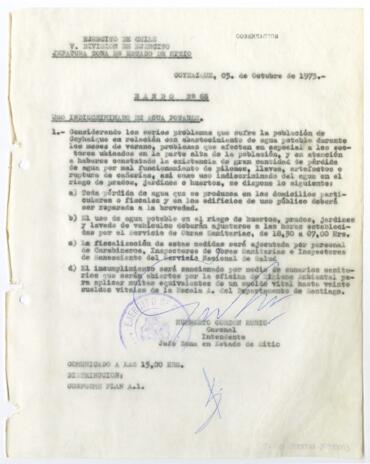 EJERCITO DE CHILE
V. DIVISION DE EJERCITO
JEFATURA ZONA EN ESTADO DE SITIO
GOBERNACION
COYHAIQUE, 05. de Octubre de 1973.-
B A N D O Nº 65
USO INDISCRIMINADO DE AGUA POTABLE.
1.- Considerando los serios problemas que sufre la población de
Coyhaique en relación con abastecimiento de agua potable durante
los meses de verano, problemas que afectan en especial a los sec-
tores ubicados en la parte alta de la población, y en atención
a haberse constatado la existencia de gran cantidad de pérdida
de agua por mal funcionamiento de pilones, llaves, artefactos o
ruptura de cañerías, así como uso indiscriminado del agua en el
riego de prados, jardines o huertos, se dispone lo siguiente:
a) Toda pérdida de agua que se produzca en los domicilios particu-
lares o fiscales y en los edificios de uso público deberá
ser reparada a la brevedad.
b) El uso de agua potable en el riego de huertos, prados, jardines
y lavado de vehículos deberán ajustarse a las horas estableci-
das por el Servicio de Obras Sanitarias, de 18,30 a 07,00 Hrs.
c) La fiscalización de estas medidas será ejecutada por personal
de Carabineros, Inspectores de Obras Sanitarias e Inspectores
de Saneamiento del Servicio Regional de Salud
d) El incumplimiento será sancionado por medio de sumarios sanita-
rios que serán abiertos por la oficina de Higiene Ambiental pa-
ra aplicar multas equivalentes de un sueldo vital hasta veinte
sueldos vitales de la Escala A. del Departamento de Santiago.
HUMBERTO GORDON RUBIO
Coronel
Intendente
Jefe Zona en Estado de Sitio
COMUNICADO A LAS 15,00 HRS.
DISTRIBUCION:
CONFORME PLAN A.1.